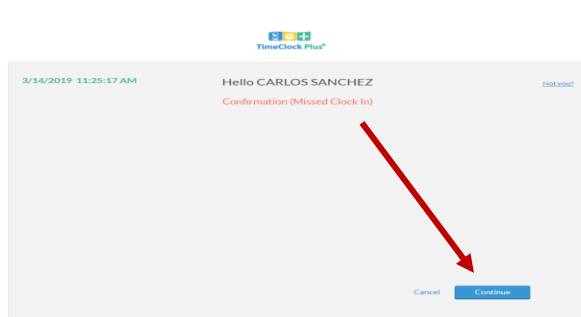 TimeClock Plus®
3/14/2019 11:25:17 AM
Hello CARLOS SANCHEZ
Not you?
Confirmation (Missed Clock In)
Cancel
Continue